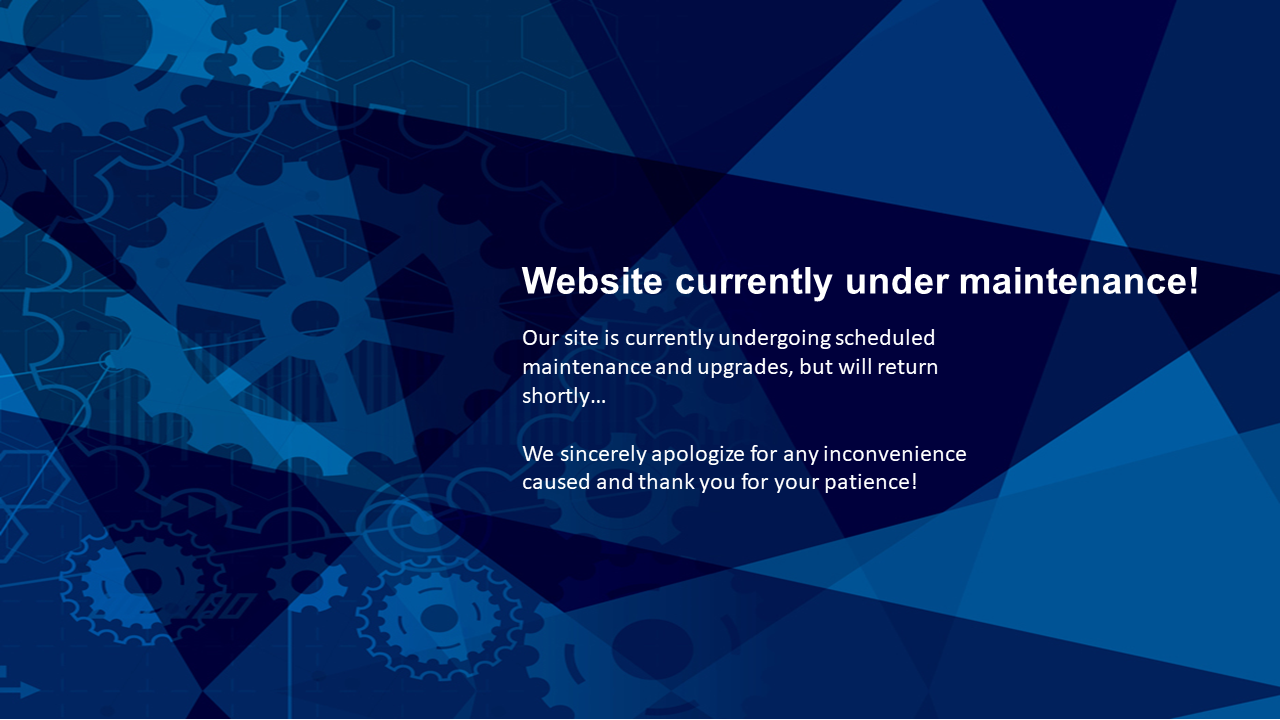 Website currently under maintenance!
Our site is currently undergoing scheduled
maintenance and upgrades, but will return
shortly...
We sincerely apologize for any inconvenience
caused and thank you for your patience!